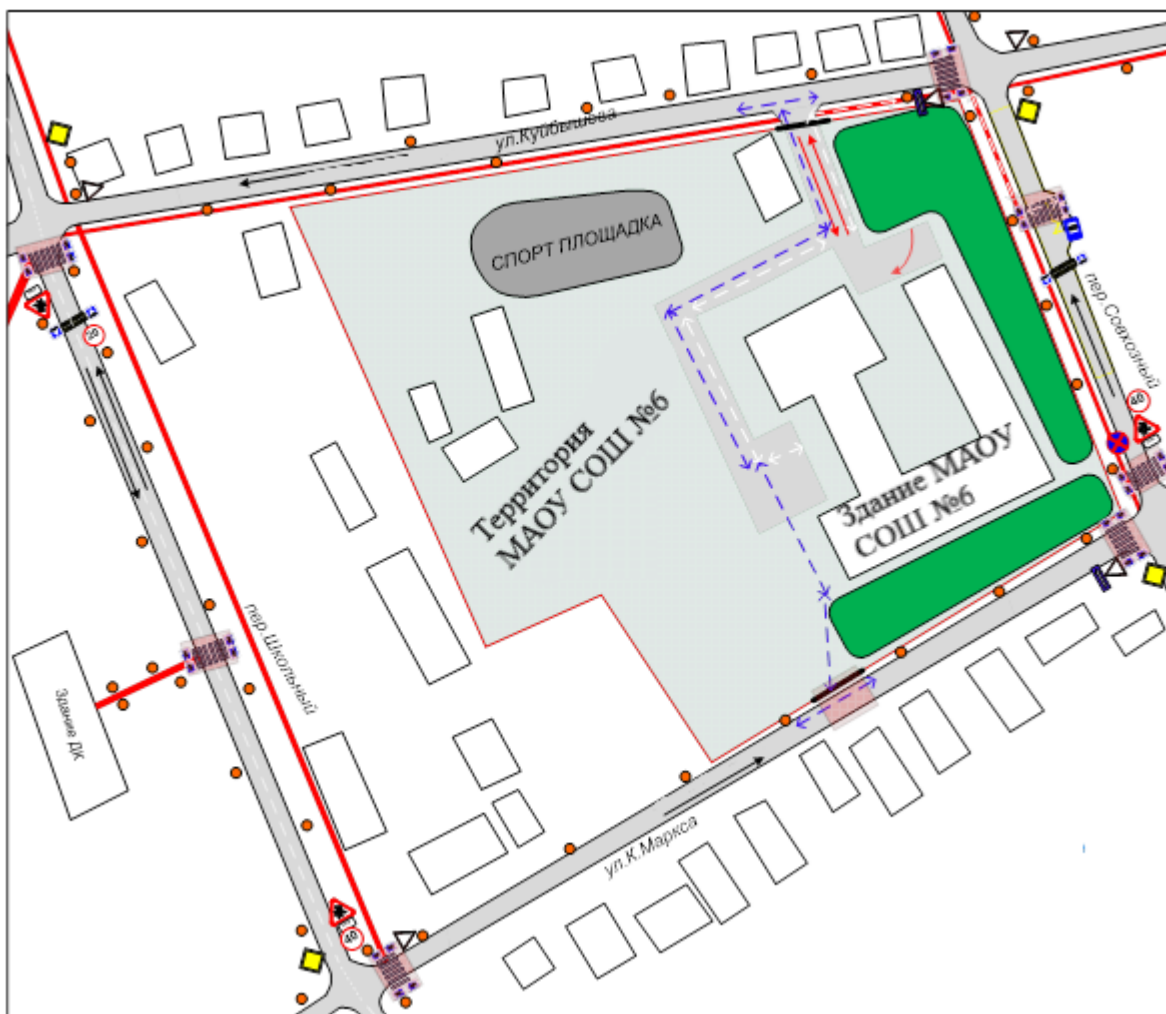 ул.Куйбышева
СПОРТ ПЛОЩАДКА
пер.Совхозный
20
40
Территория
МАОУ СОШ №6
Здание МАОУ
СОШ №6
пер.Школьный
Здание ДК
ул.К.Маркса
40